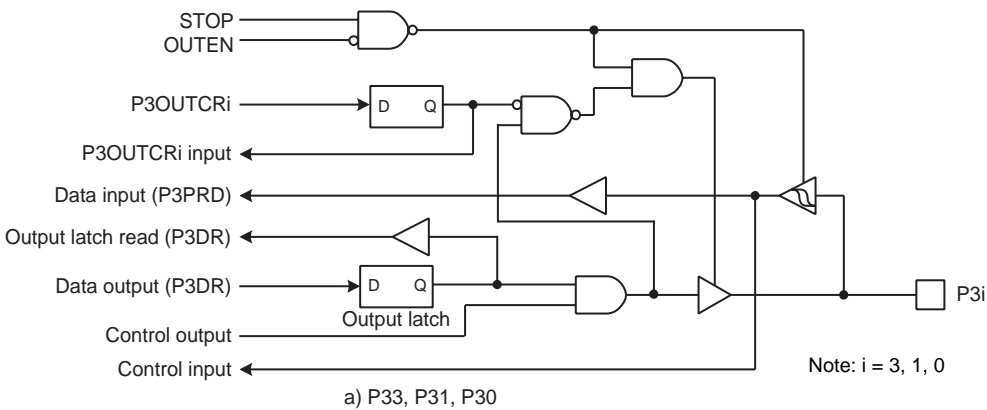 STOP
OUTEN
P3OUTCRi
D Q
P3OUTCRi input
Data input (P3PRD)
Output latch read (P3DR)
Data output (P3DR)
D Q
Output latch
P3i
Control output
Control input
Note: i = 3, 1, 0
a) P33, P31, P30